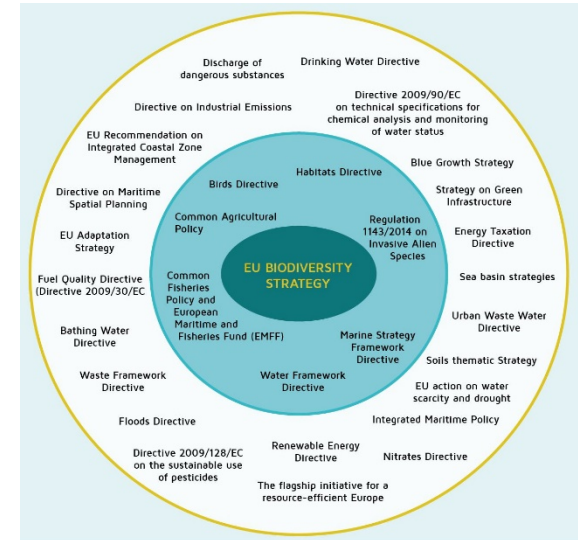 Discharge of
dangerous substances
Drinking Water Directive
Directive on Industrial Emissions
Directive 2009/90/EC
on technical specifications for
chemical analysis and monitoring
of water status
EU Recommendation on
Integrated Coastal Zone
Management
Blue Growth Strategy
Birds Directive
Habitats Directive
Directive on Maritime
Spatial Planning
Strategy on Green
Infrastructure
Common Agricultural
Policy
Regulation
1143/2014 on
Invasive Alien
Species
EU Adaptation
Strategy
Energy Taxation
Directive
EU BIODIVERSITY
STRATEGY
Fuel Quality Directive
(Directive 2009/30/EC
Common
Fisheries
Policy and
European
Maritime and
Fisheries Fund (EMFF)
Sea basin strategies
Bathing Water
Directive
Marine Strategy
Framework
Directive
Urban Waste Water
Directive
Soils thematic Strategy
Waste Framework
Directive
Water Framework
Directive
EU action on water
scarcity and drought
Floods Directive
Integrated Maritime Policy
Directive 2009/128/EC
on the sustainable use
of pesticides
Renewable Energy
Directive
Nitrates Directive
The flagship initiative for a
resource-efficient Europe